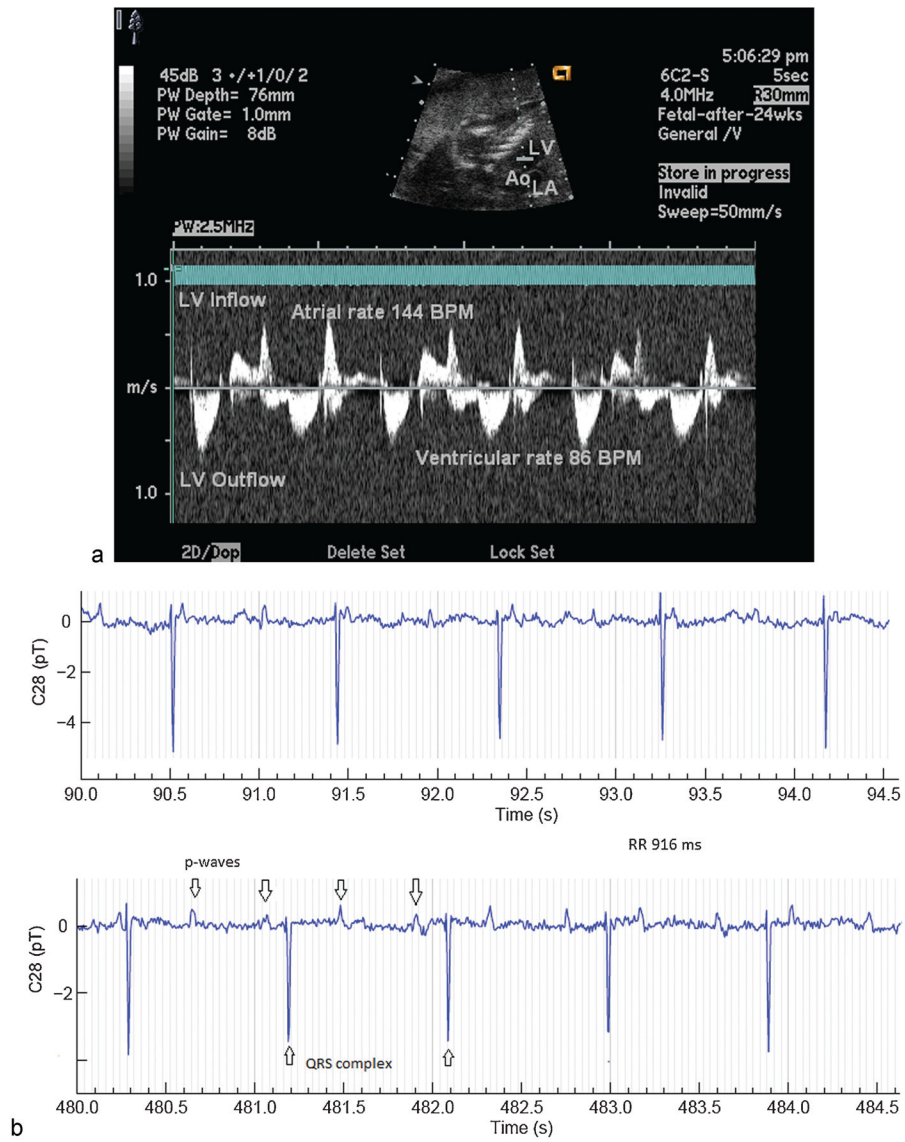 5:06:29 pm
45dB 3 •/+1/0/ 2
PW Depth= 76mm
PW Gate= 1.0mm
PW Gain= 8dB
6C2-S 5sec
4.0MHz R30mm
Fetal-after-24wks
General /V
Store in progress
Invalid
Sweep=50mm/s
LV
Ao LA
PW:2.5MHz
1.0
LV Inflow
Atrial rate 144 BPM
m/s
Ventricular rate 86 BPM
LV Outflow
1.0
2D/Dop Delete Set Lock Set
a
C28 (pT)
0
−2
−4
90.0 90.5 91.0 91.5 92.0 92.5 93.0 93.5 94.0 94.5
Time (s)
RR 916 ms
p-waves
C28 (pT)
0
−2
QRS complex
480.0 480.5 481.0 481.5 482.0 482.5 483.0 483.5 484.0 484.5
Time (s)
b